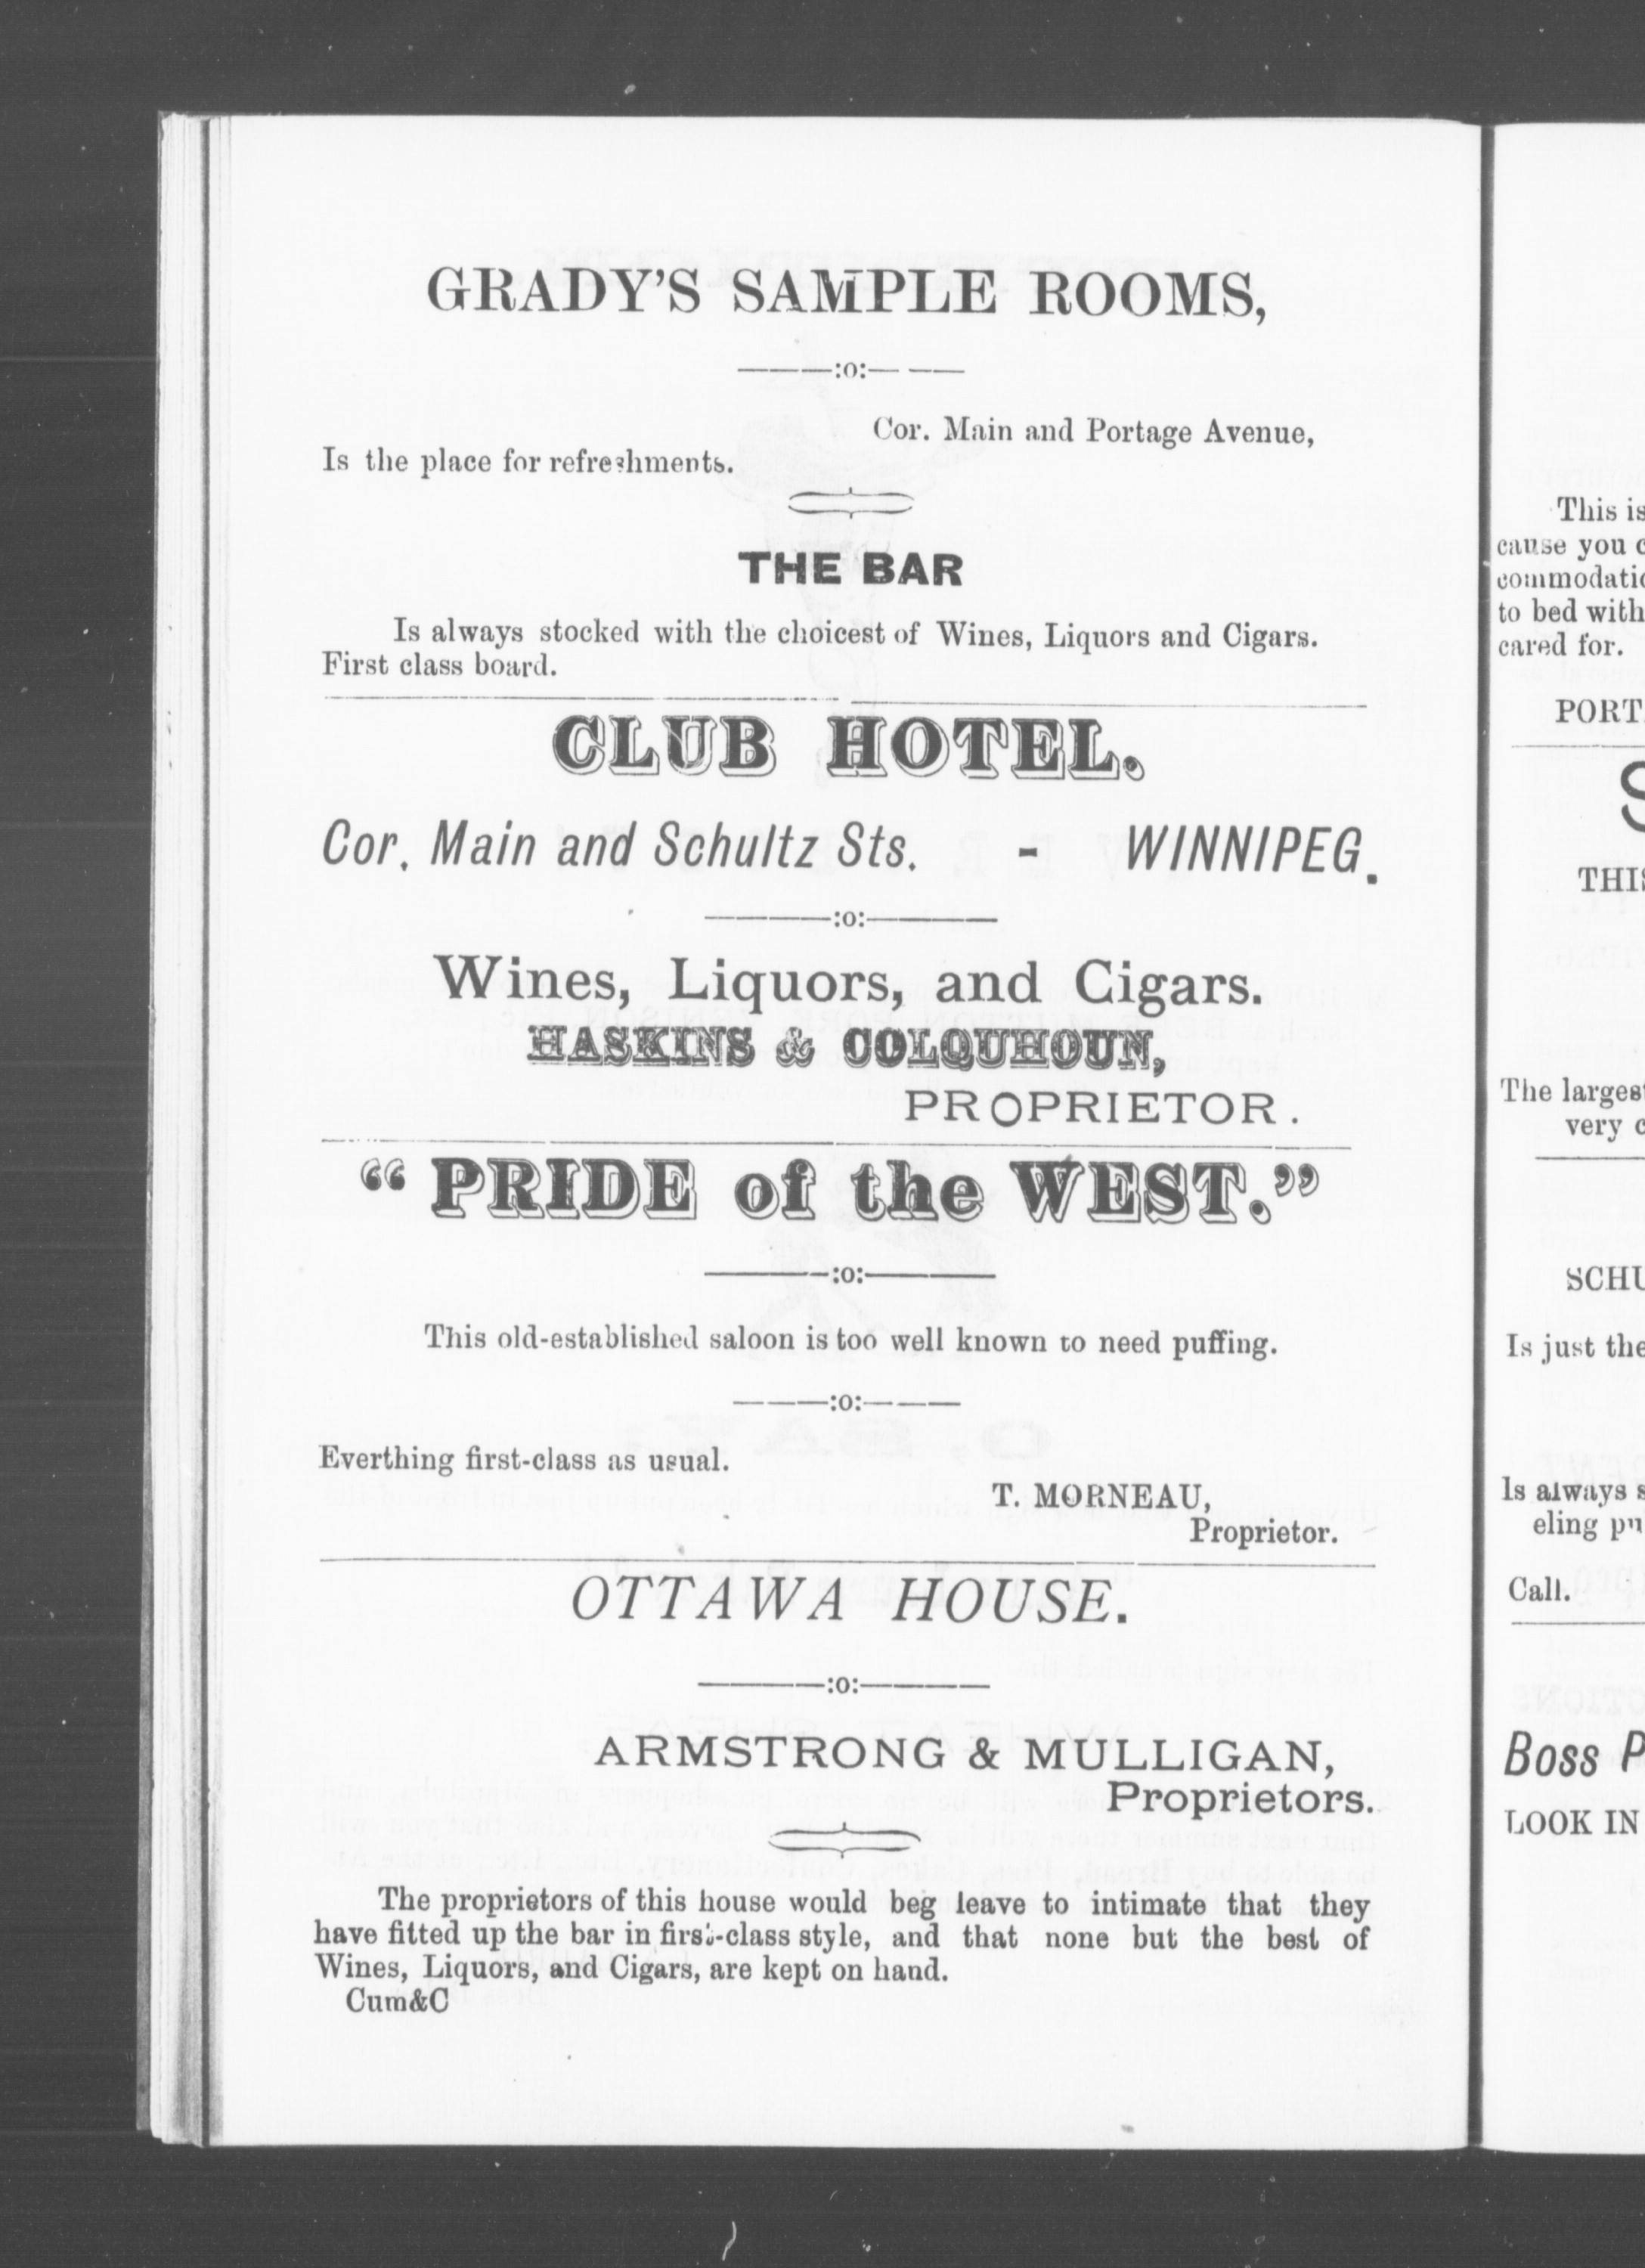 GRADY'S SAMPLE ROOMS,
———:o:— ——
Cor. Main and Portage Avenue,
Is the place for refreshments.
THE BAR
Is always stocked with the choicest of Wines, Liquors and Cigars.
First class board.
CLUB HOTEL.
Cor. Main and Schultz Sts. - WINNIPEG.
————:o:————
Wines, Liquors, and Cigars.
HASKINS & COLQUHOUN,
PROPRIETOR.
"PRIDE of the WEST."
————:o:————
This old-established saloon is too well known to need puffing.
———:o:———
Everthing first-class as usual.
T. MORNEAU,
Proprietor.
OTTAWA HOUSE.
————:o:————
ARMSTRONG & MULLIGAN,
Proprietors.
The proprietors of this house would beg leave to intimate that they
have fitted up the bar in first-class style, and that none but the best of
Wines, Liquors, and Cigars, are kept on hand.
Cum&C
This is
cause you
to bed with
cared for.
PORT
THIS
The largest
very
SCHU
Is just the
Is always
eling
Call.
Boss P
LOOK IN